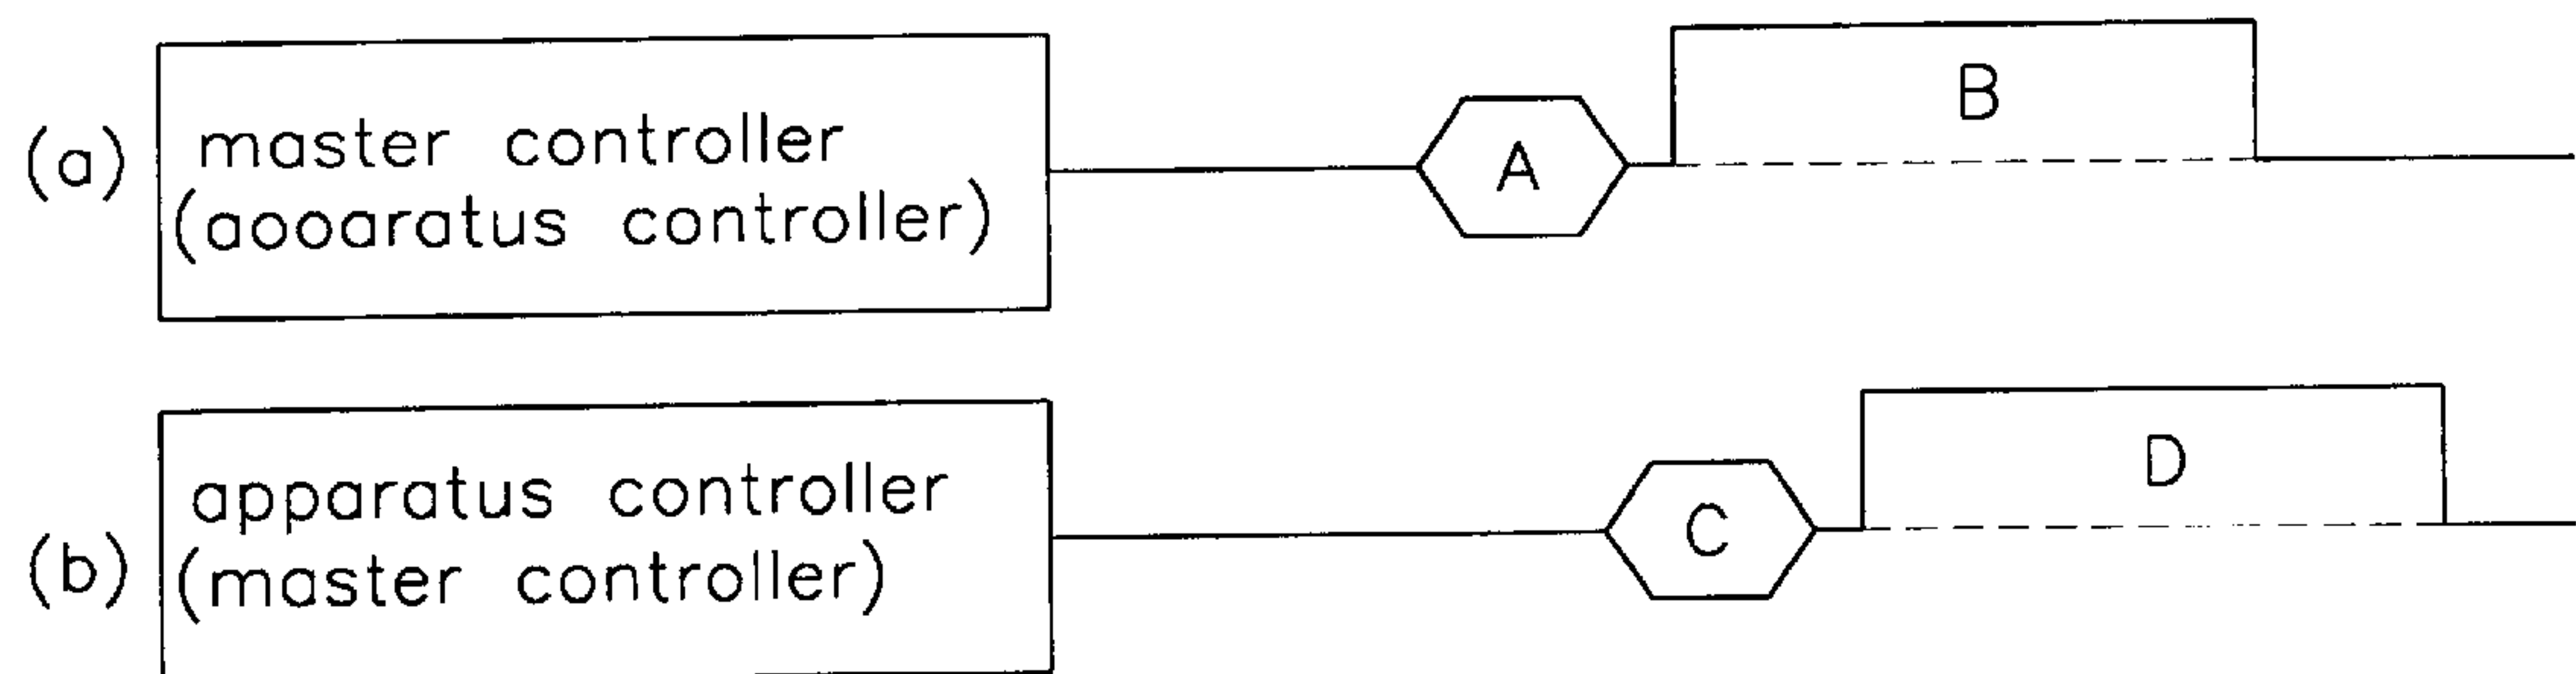 (a)
master controller
(aooaratus controller)
A
B
(b)
apparatus controller
(master controller)
C
D